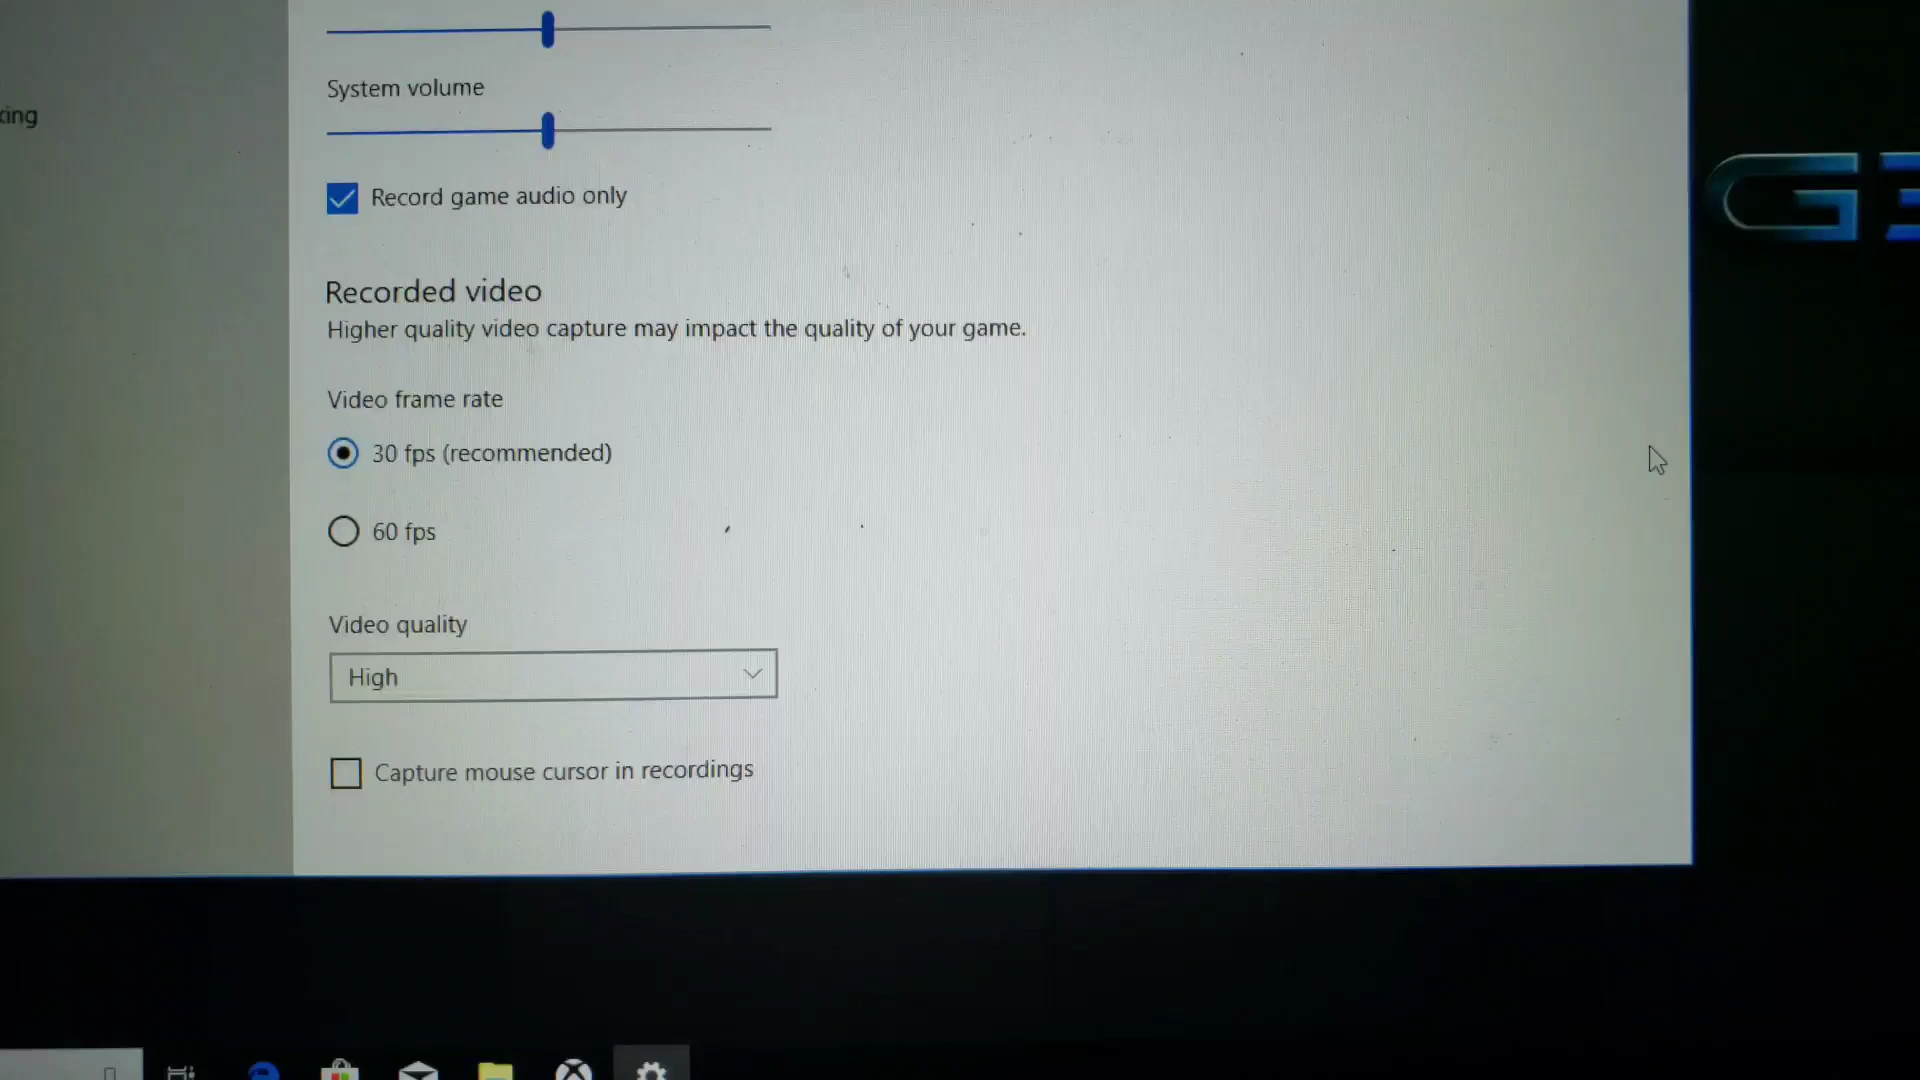 System volume
king
Record game audio only
Recorded video
Higher quality video capture may impact the quality of your game.
Video frame rate
30 fps (recommended)
60 fps
Video quality
High
Capture mouse cursor in recordings